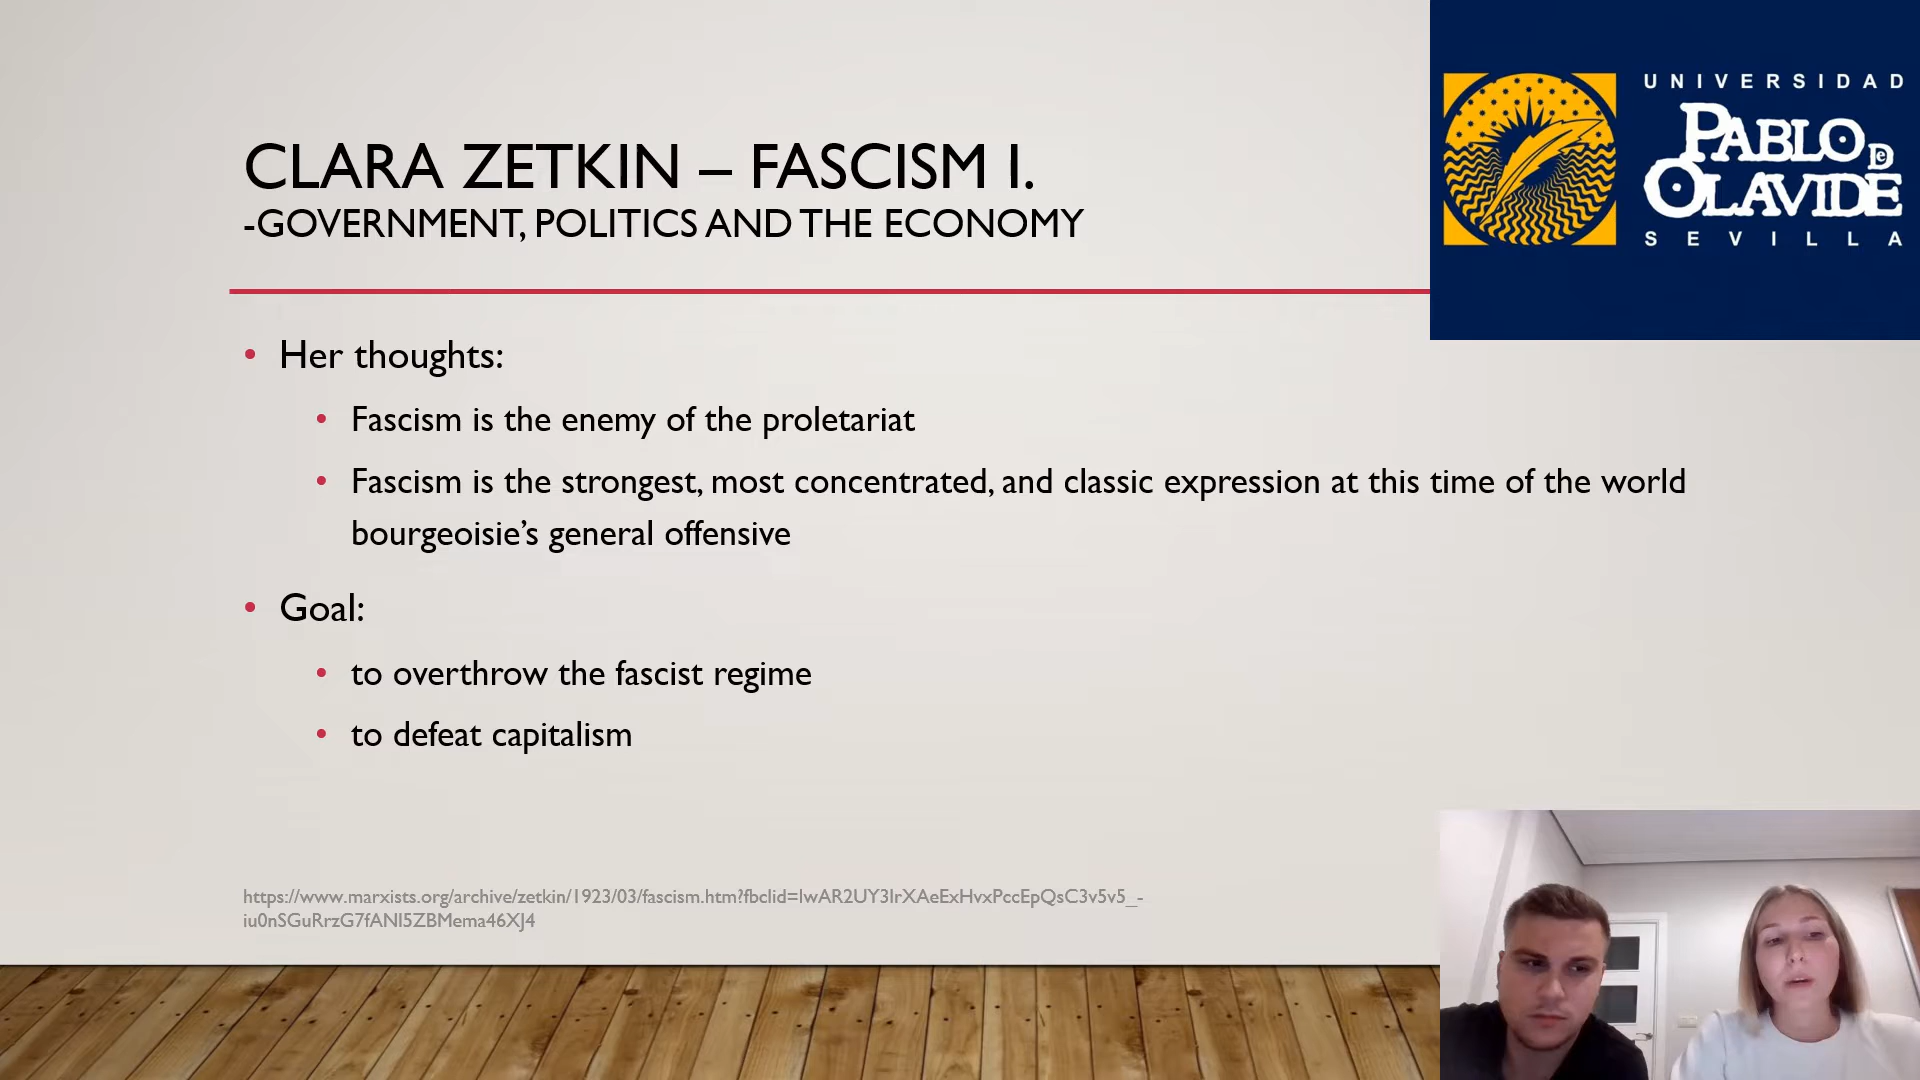 CLARA ZETKIN – FASCISM I.
-GOVERNMENT, POLITICS AND THE ECONOMY
UNIVERSIDAD
PABLO DE
OLAVIDE
SEVILLA
• Her thoughts:
• Fascism is the enemy of the proletariat
• Fascism is the strongest, most concentrated, and classic expression at this time of the world
bourgeoisie’s general offensive
• Goal:
• to overthrow the fascist regime
• to defeat capitalism
https://www.marxists.org/archive/zetkin/1923/03/fascism.htm?fbclid=IwAR2UY3IrXAeExHvxPccEpQsC3v5v5_-
iu0nSGuRrzG7fANI5ZBMema46XJ4